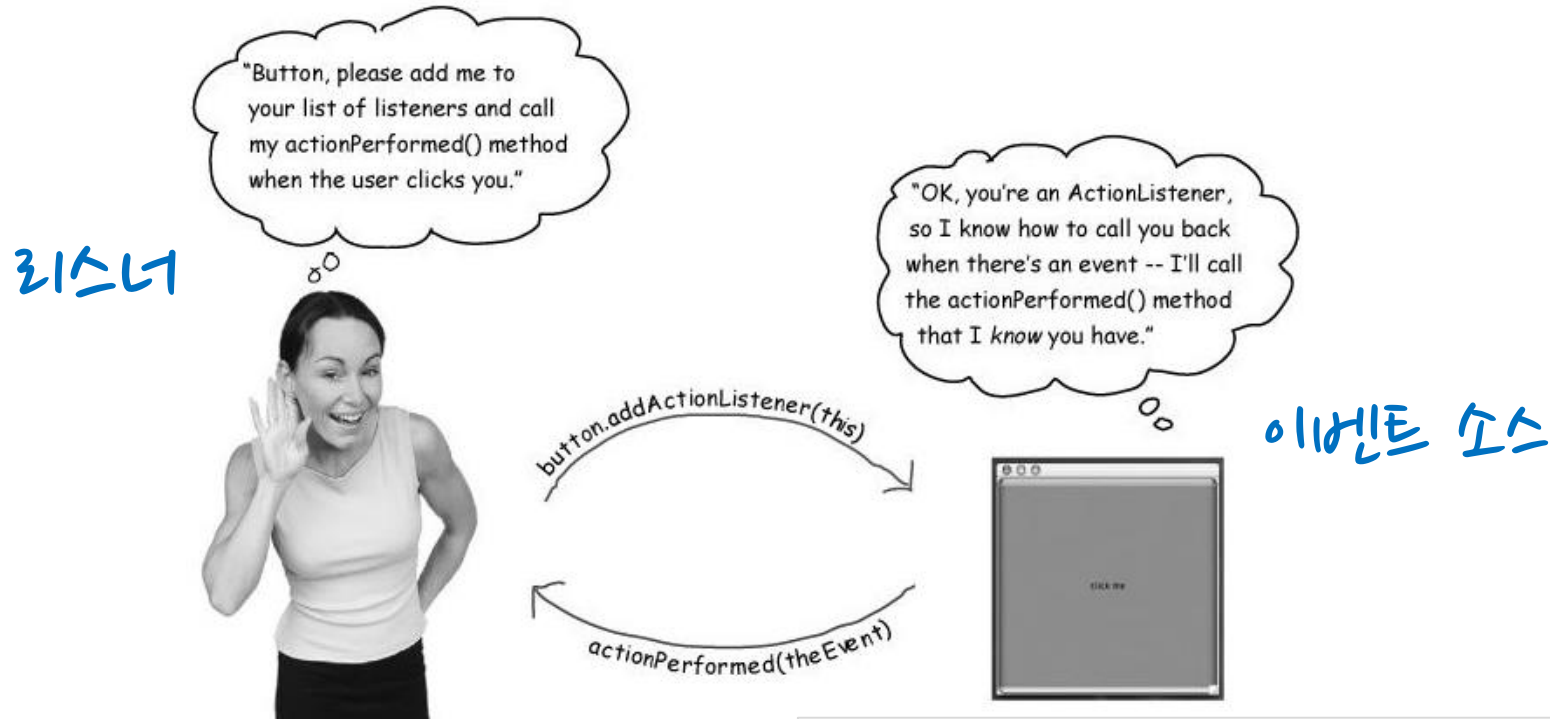 "Button, please add me to
your list of listeners and call
my actionPerformed() method
when the user clicks you."
"OK, you're an ActionListener,
so I know how to call you back
when there's an event -- I'll call
the actionPerformed() method
that I know you have."
리스너
button.addActionListener(this)
이벤트 소스
click me
actionPerformed(theEvent)